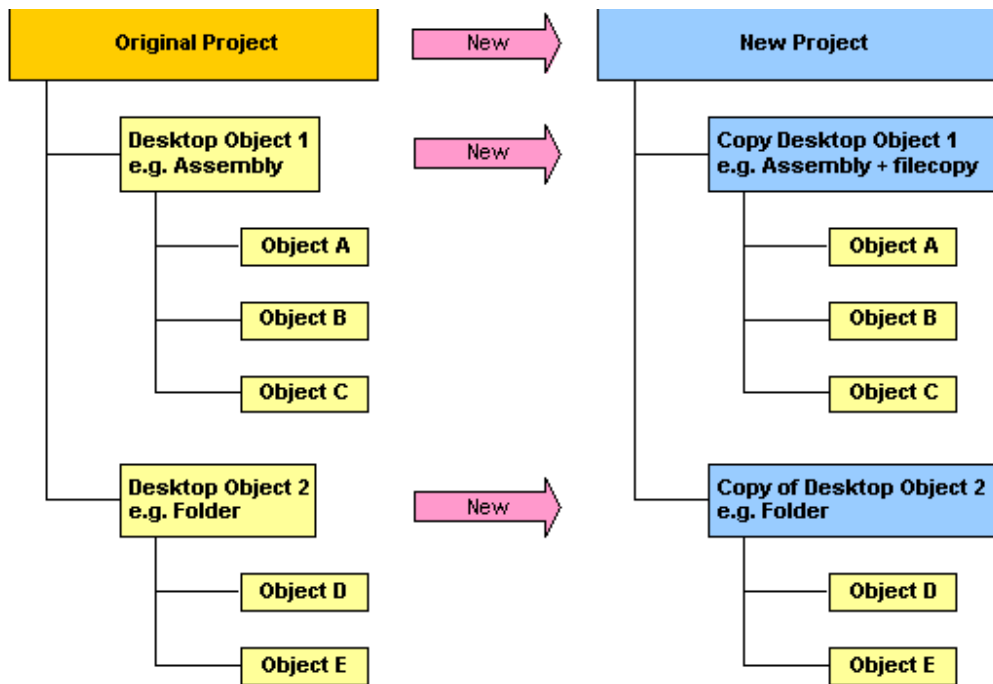 Original Project
New
New Project
Desktop Object 1
e.g. Assembly
New
Copy Desktop Object 1
e.g. Assembly + filecopy
Object A
Object A
Object B
Object B
Object C
Object C
Desktop Object 2
e.g. Folder
New
Copy of Desktop Object 2
e.g. Folder
Object D
Object D
Object E
Object E